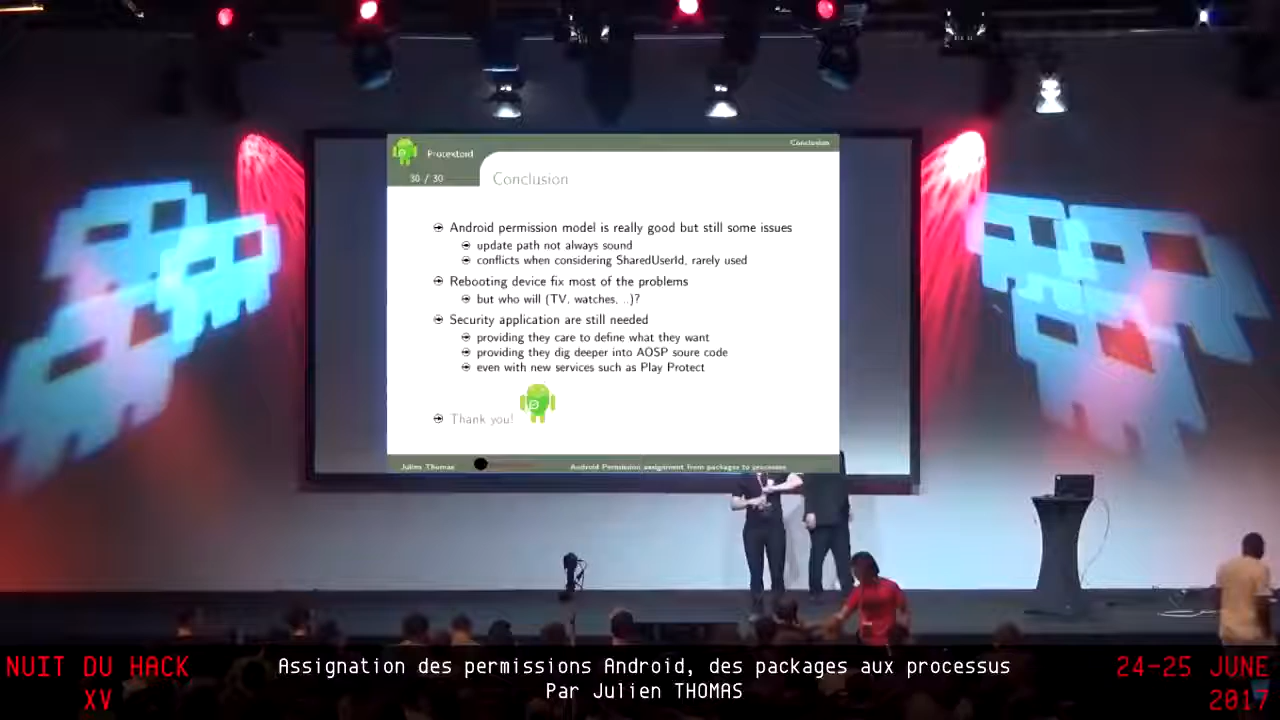 Conclusion
Protextoid
30 / 30
Conclusion
Android permission model is really good but still some issues
update path not always sound
conflicts when considering SharedUserId, rarely used
Rebooting device fix most of the problems
but who will (TV, watches, ..)?
Security application are still needed
providing they care to define what they want
providing they dig deeper into AOSP soure code
even with new services such as Play Protect
Thank you!
Julien Thomas
Android Permission assignment from packages to processes
NUIT DU HACK
XV
Assignation des permissions Android, des packages aux processus
Par Julien THOMAS
24-25 JUNE
2017